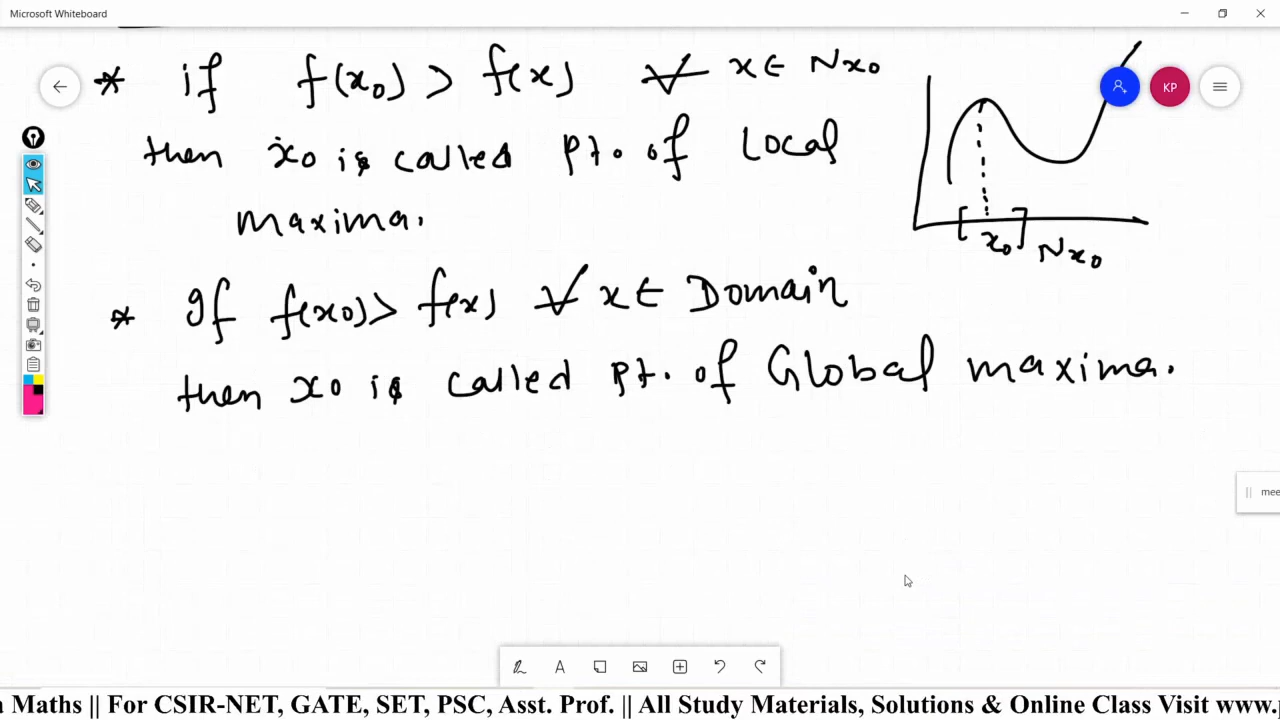 Microsoft Whiteboard
* if f(x0) > f(x) ∀ x ∈ Nx0
then x0 is called pt. of Local
maxima.
x0 Nx0
* If f(x0) > f(x) ∀ x ∈ Domain
then x0 is called pt. of Global maxima.
KP
mee
A
a Maths || For CSIR-NET, GATE, SET, PSC, Asst. Prof. || All Study Materials, Solutions & Online Class Visit www.